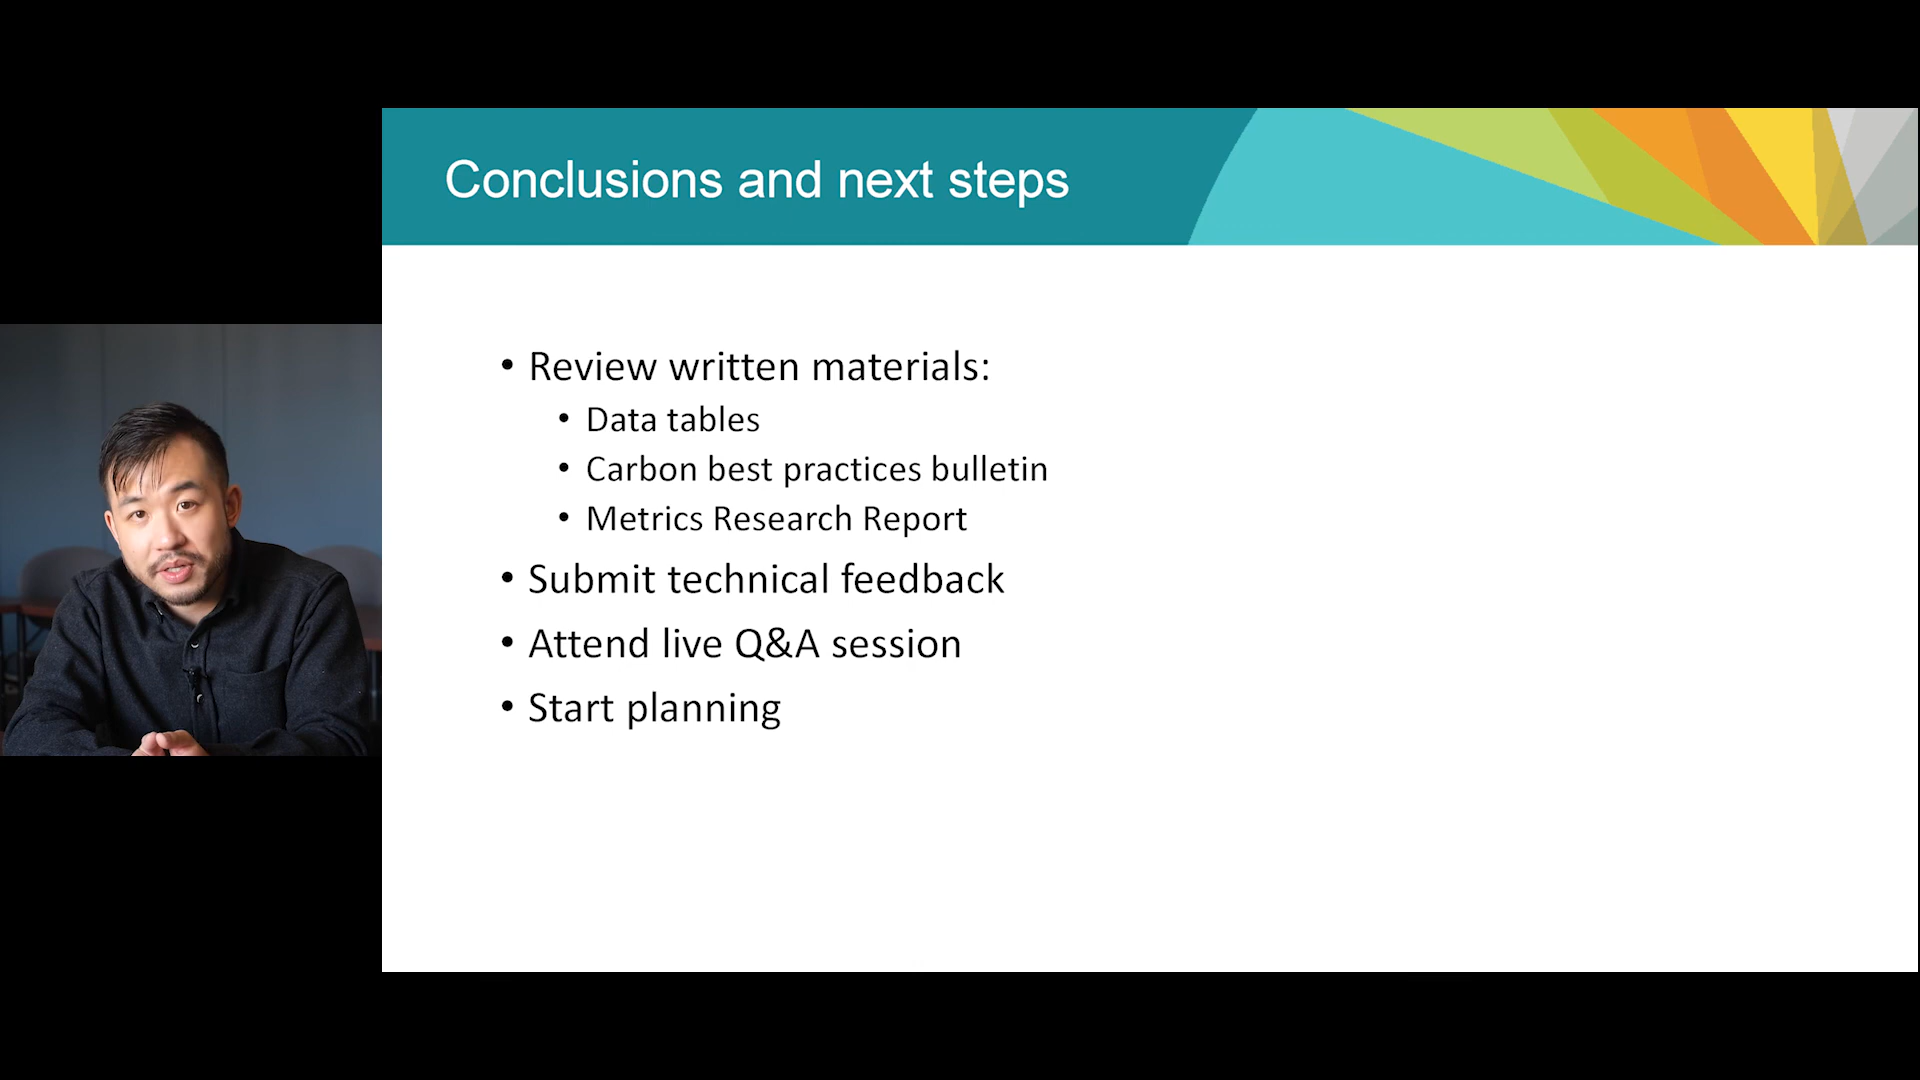 Conclusions and next steps
• Review written materials:
• Data tables
• Carbon best practices bulletin
• Metrics Research Report
• Submit technical feedback
• Attend live Q&A session
• Start planning